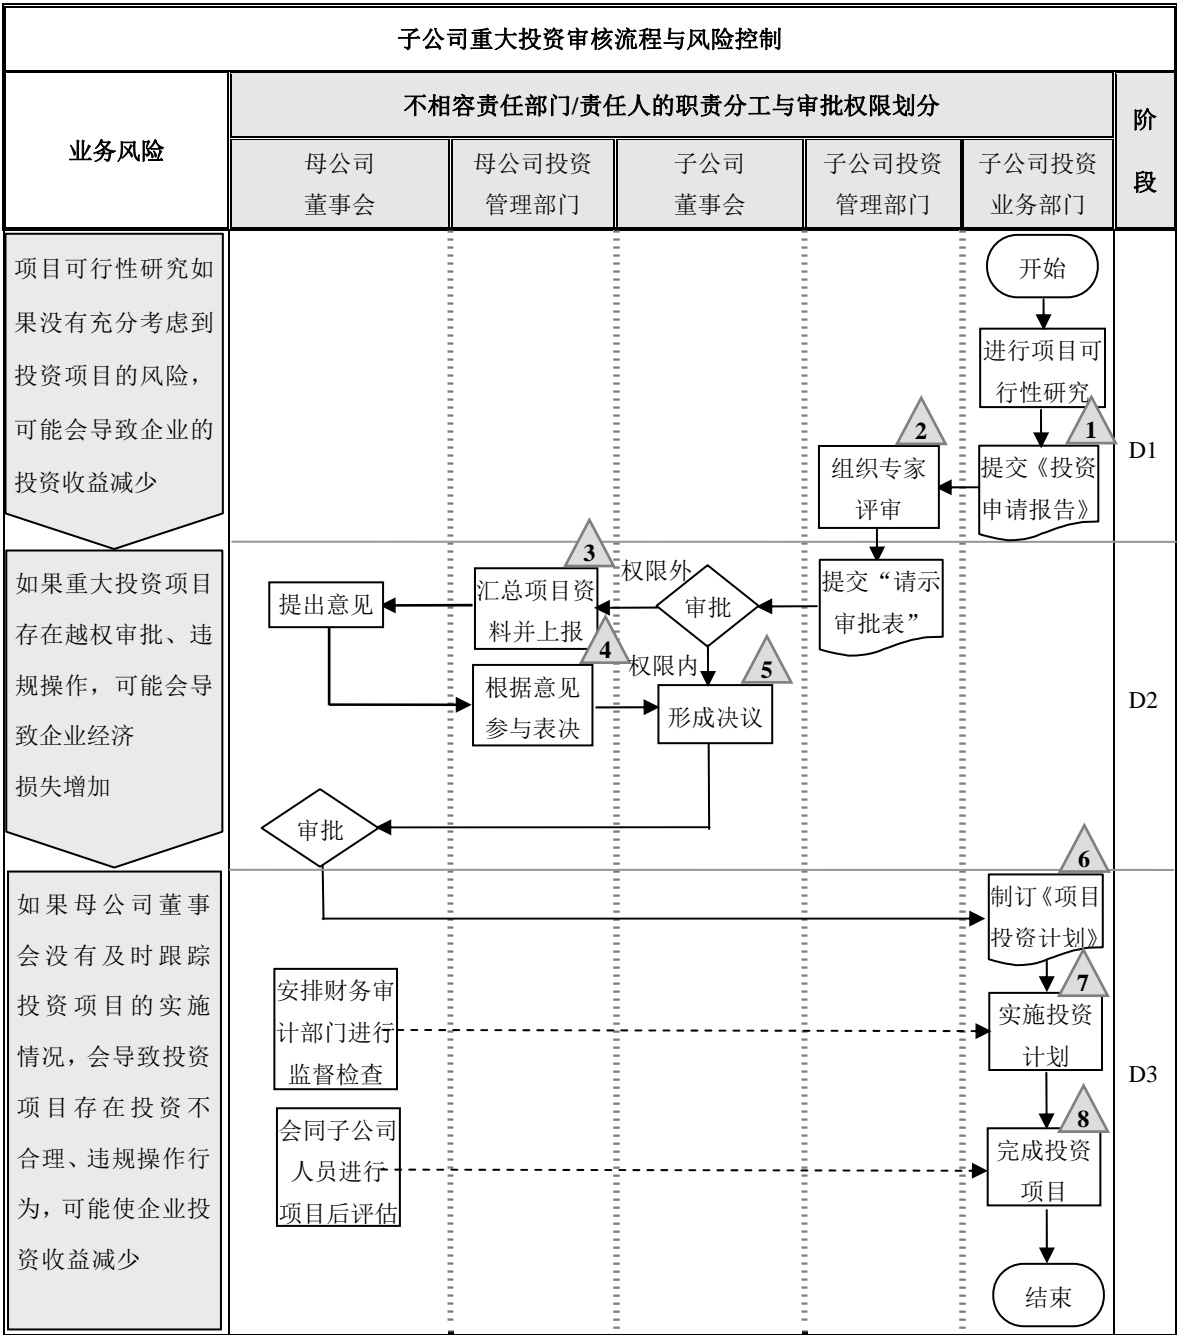 子公司重大投资审核流程与风险控制
业务风险
不相容责任部门/责任人的职责分工与审批权限划分
阶
段
母公司
董事会
母公司投资
管理部门
子公司
董事会
子公司投资
管理部门
子公司投资
业务部门
项目可行性研究如
果没有充分考虑到
投资项目的风险，
可能会导致企业的
投资收益减少
开始
进行项目可
行性研究
1
提交《投资
申请报告》
2
组织专家
评审
D1
如果重大投资项目
存在越权审批、违
规操作，可能会导
致企业经济
损失增加
提交“请示
审批表”
审批
权限外
权限内
3
汇总项目资
料并上报
提出意见
4
根据意见
参与表决
5
形成决议
审批
D2
如果母公司董事
会没有及时跟踪
投资项目的实施
情况，会导致投资
项目存在投资不
合理、违规操作行
为，可能使企业投
资收益减少
6
制订《项目
投资计划》
安排财务审
计部门进行
监督检查
7
实施投资
计划
会同子公司
人员进行
项目后评估
8
完成投资
项目
结束
D3